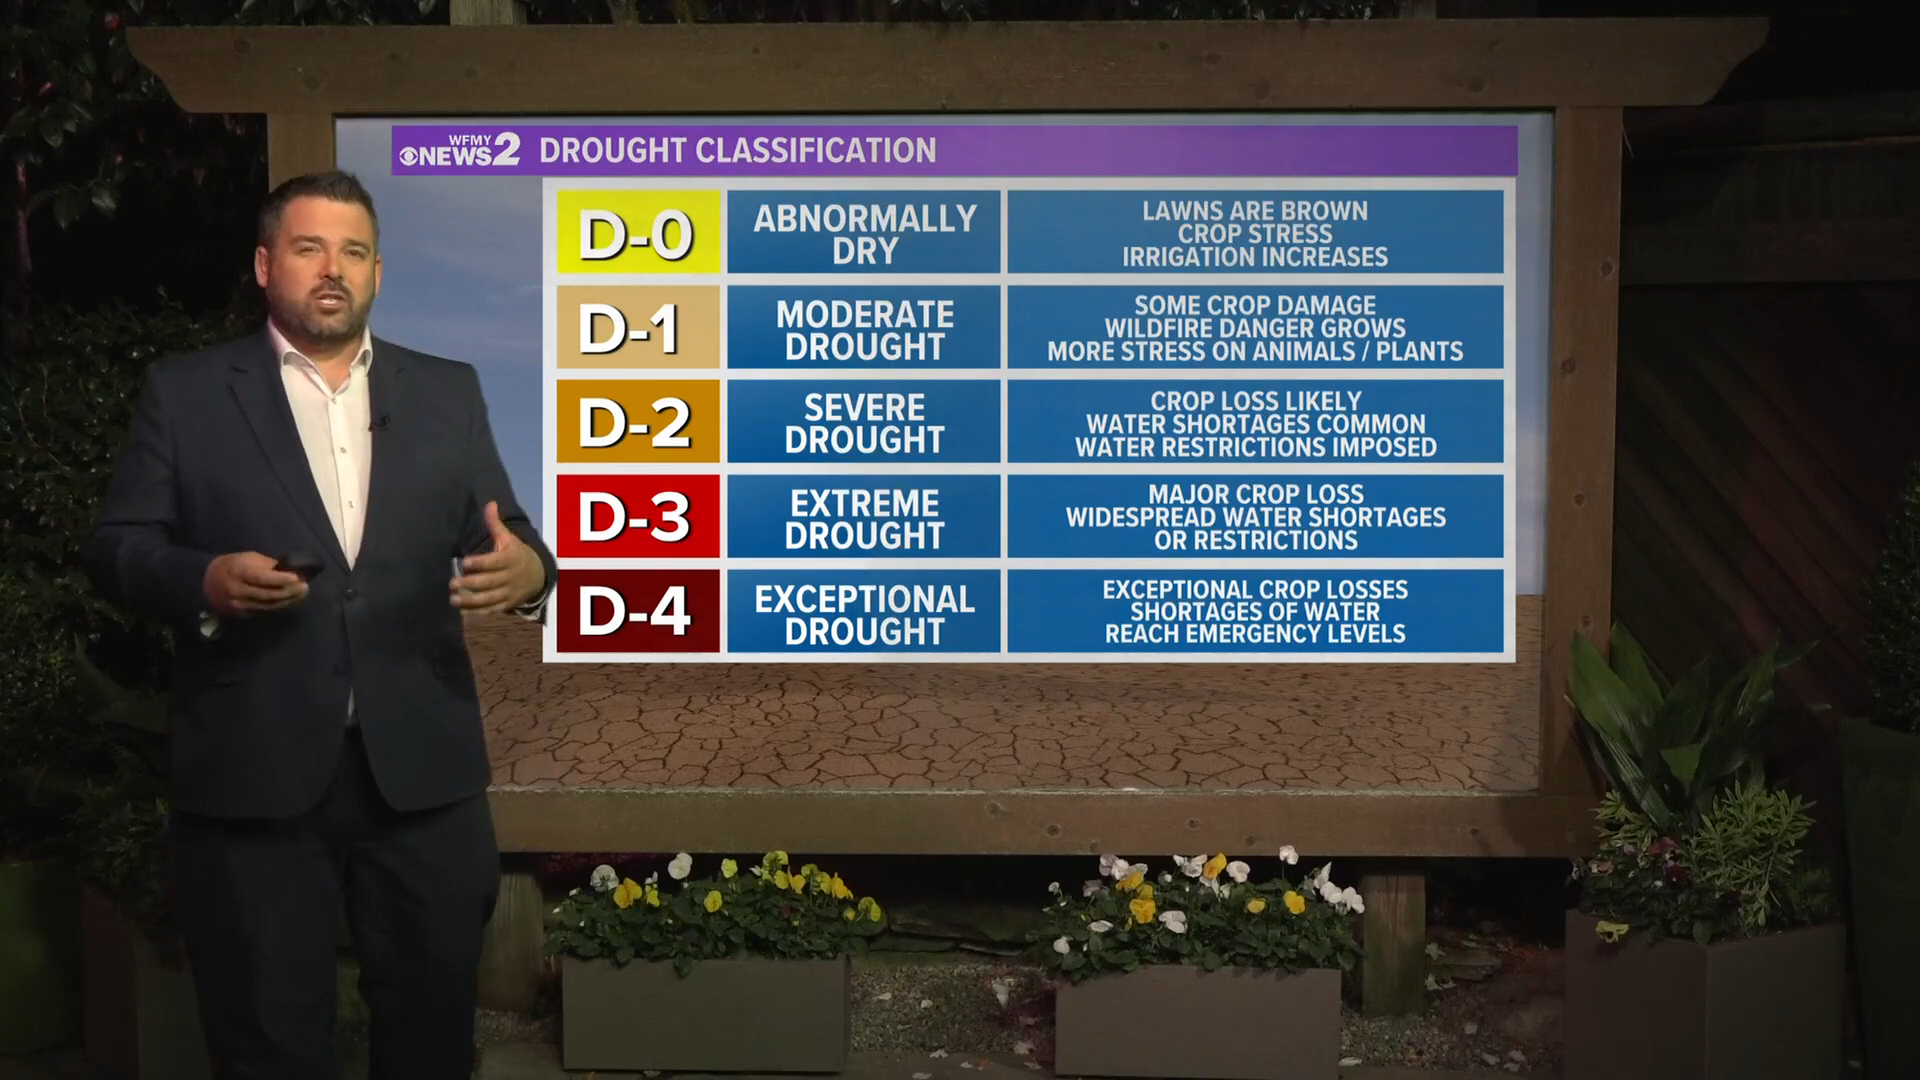 WFMY
NEWS 2
DROUGHT CLASSIFICATION
D-0
ABNORMALLY
DRY
LAWNS ARE BROWN
CROP STRESS
IRRIGATION INCREASES
D-1
MODERATE
DROUGHT
SOME CROP DAMAGE
WILDFIRE DANGER GROWS
MORE STRESS ON ANIMALS / PLANTS
D-2
SEVERE
DROUGHT
CROP LOSS LIKELY
WATER SHORTAGES COMMON
WATER RESTRICTIONS IMPOSED
D-3
EXTREME
DROUGHT
MAJOR CROP LOSS
WIDESPREAD WATER SHORTAGES
OR RESTRICTIONS
D-4
EXCEPTIONAL
DROUGHT
EXCEPTIONAL CROP LOSSES
SHORTAGES OF WATER
REACH EMERGENCY LEVELS